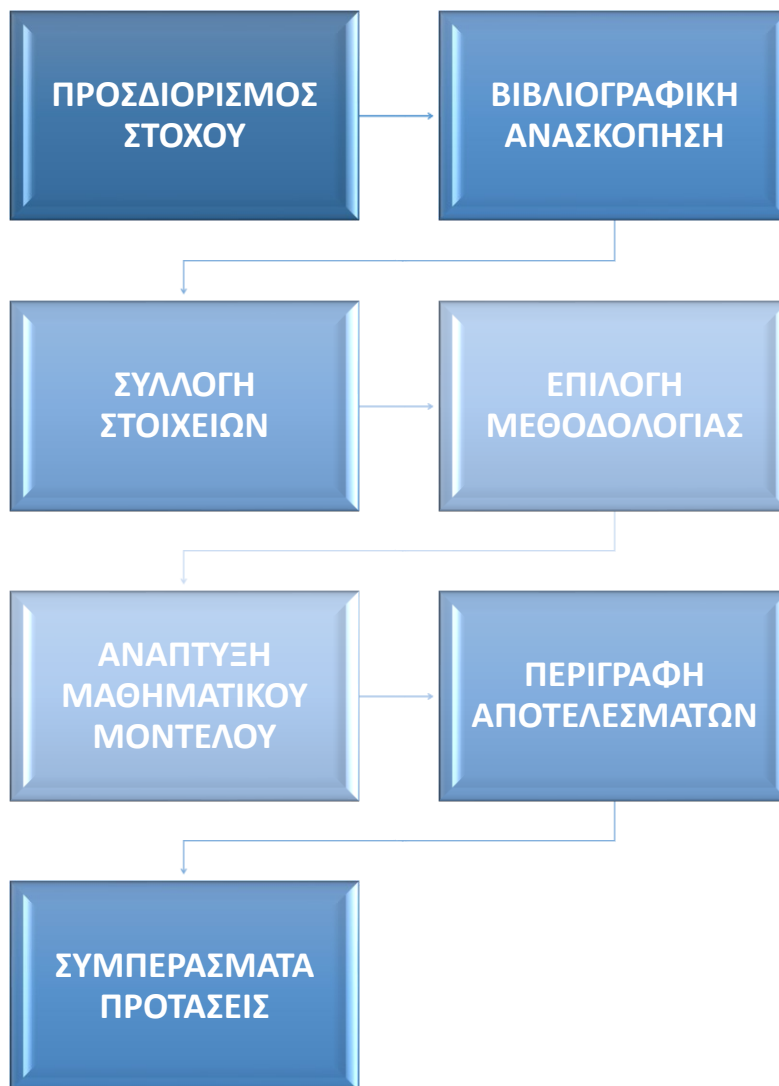 ΠΡΟΣΔΙΟΡΙΣΜΟΣ
ΣΤΟΧΟΥ
ΒΙΒΛΙΟΓΡΑΦΙΚΗ
ΑΝΑΣΚΟΠΗΣΗ
ΣΥΛΛΟΓΗ
ΣΤΟΙΧΕΙΩΝ
ΕΠΙΛΟΓΗ
ΜΕΘΟΔΟΛΟΓΙΑΣ
ΑΝΑΠΤΥΞΗ
ΜΑΘΗΜΑΤΙΚΟΥ
ΜΟΝΤΕΛΟΥ
ΠΕΡΙΓΡΑΦΗ
ΑΠΟΤΕΛΕΣΜΑΤΩΝ
ΣΥΜΠΕΡΑΣΜΑΤΑ
ΠΡΟΤΑΣΕΙΣ